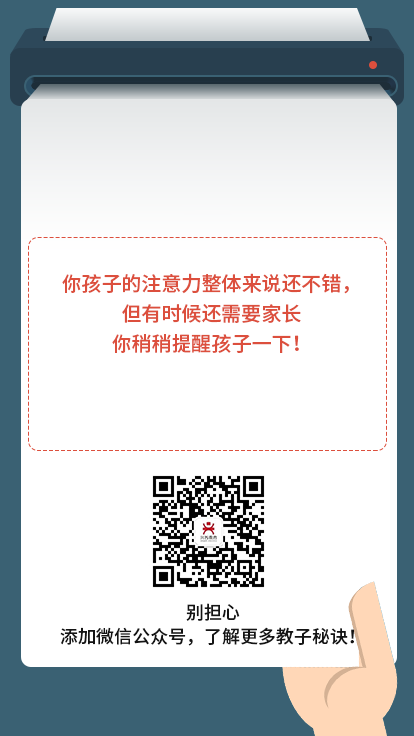 你孩子的注意力整体来说还不错，
但有时候还需要家长
你稍稍提醒孩子一下！
别担心
添加微信公众号，了解更多教子秘诀！